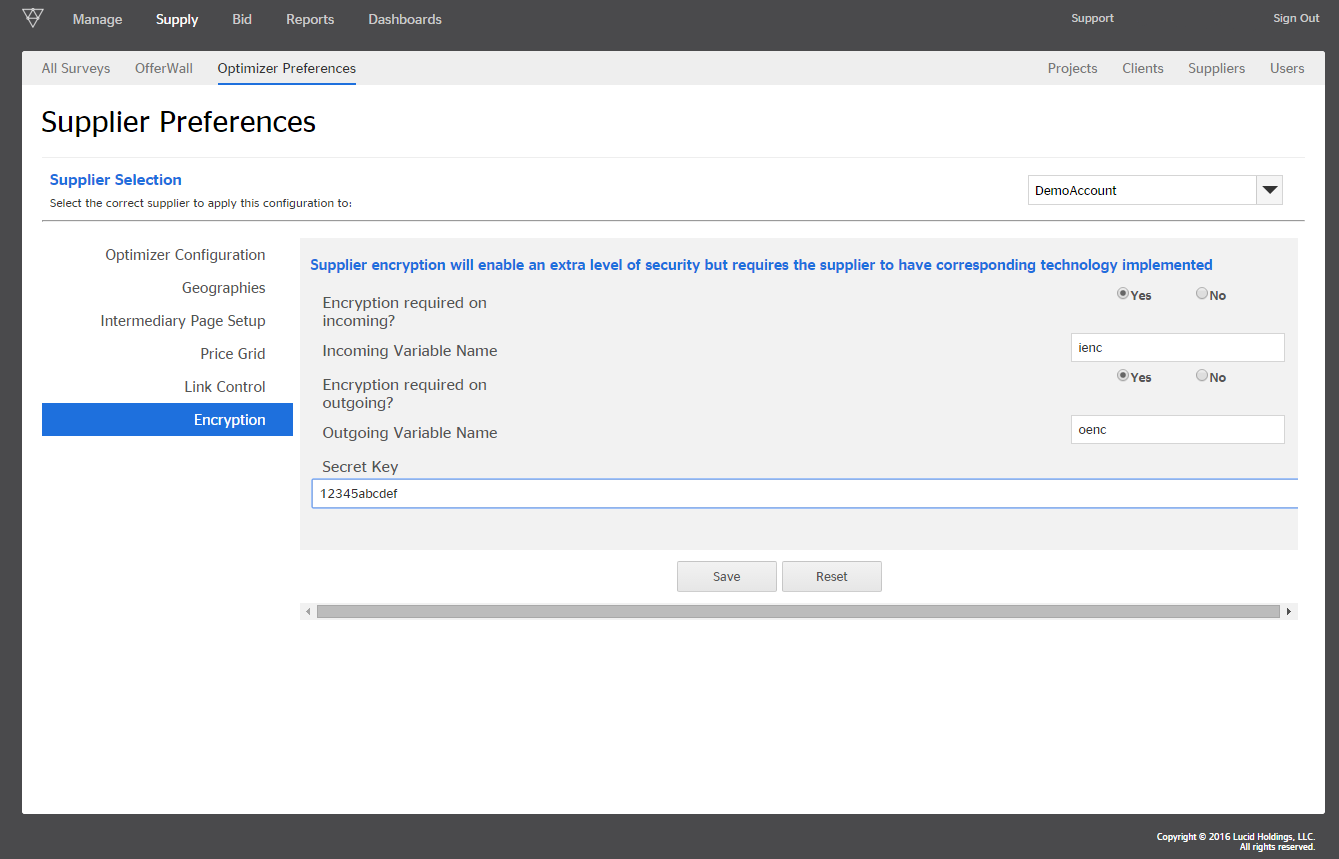 Manage Supply Bid Reports Dashboards Support Sign Out
All Surveys OfferWall Optimizer Preferences Projects Clients Suppliers Users
Supplier Preferences
Supplier Selection
Select the correct supplier to apply this configuration to:
DemoAccount
Optimizer Configuration
Geographies
Intermediary Page Setup
Price Grid
Link Control
Encryption
Supplier encryption will enable an extra level of security but requires the supplier to have corresponding technology implemented
Encryption required on
incoming?
Yes No
Incoming Variable Name
ienc
Encryption required on
outgoing?
Yes No
Outgoing Variable Name
oenc
Secret Key
12345abcdef
Save Reset
Copyright © 2016 Lucid Holdings, LLC.
All rights reserved.